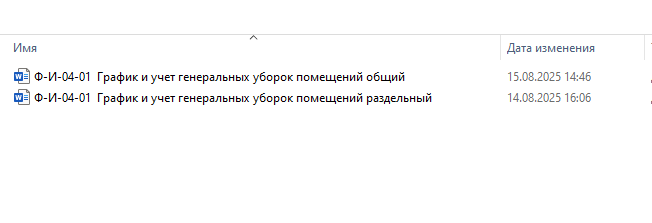 Имя Дата изменения
Ф-И-04-01 График и учет генеральных уборок помещений общий 15.08.2025 14:46
Ф-И-04-01 График и учет генеральных уборок помещений раздельный 14.08.2025 16:06